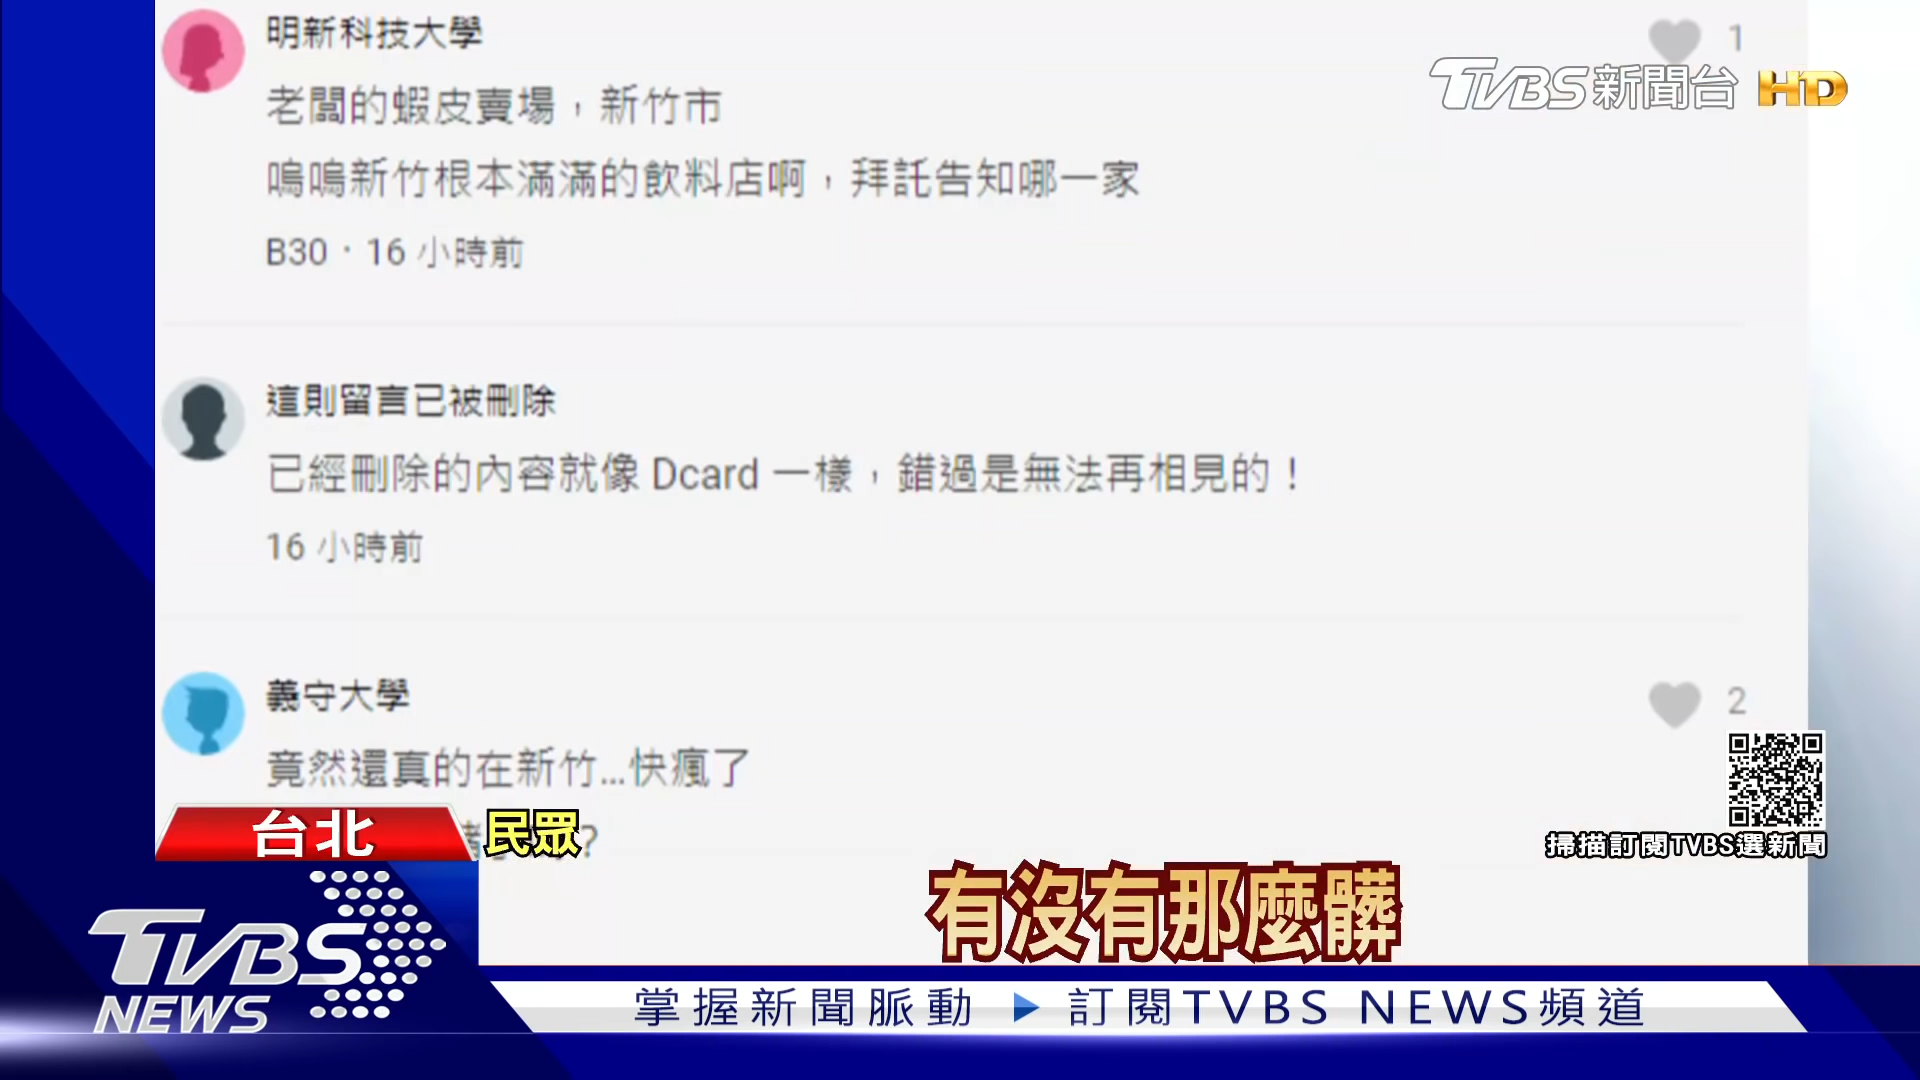 明新科技大學
1
TVBS新聞台 HD
老闆的蝦皮賣場，新竹市
嗚嗚新竹根本滿滿的飲料店啊，拜託告知哪一家
B30．16 小時前
這則留言已被刪除
已經刪除的內容就像 Dcard 一樣，錯過是無法再相見的！
16 小時前
義守大學
2
竟然還真的在新竹...快瘋了
?
台北
民眾
掃描訂閱TVBS選新聞
有沒有那麼髒
TVBS
NEWS
掌握新聞脈動 ▶ 訂閱TVBS NEWS頻道